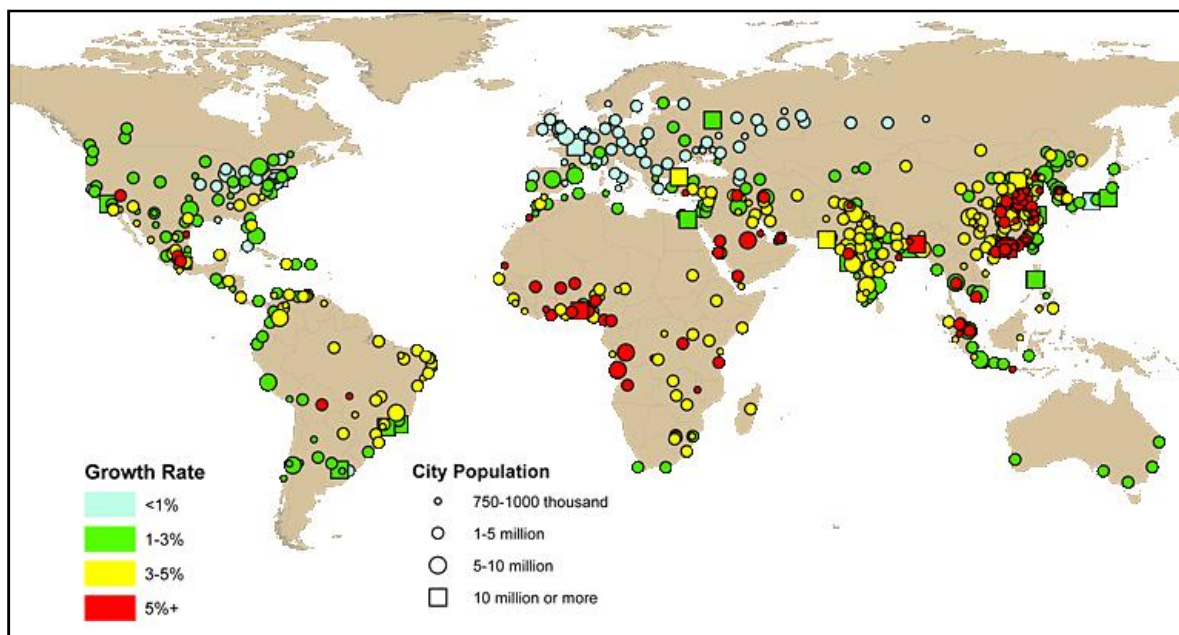 Growth Rate
<1%
1-3%
3-5%
5%+
City Population
750-1000 thousand
1-5 million
5-10 million
10 million or more